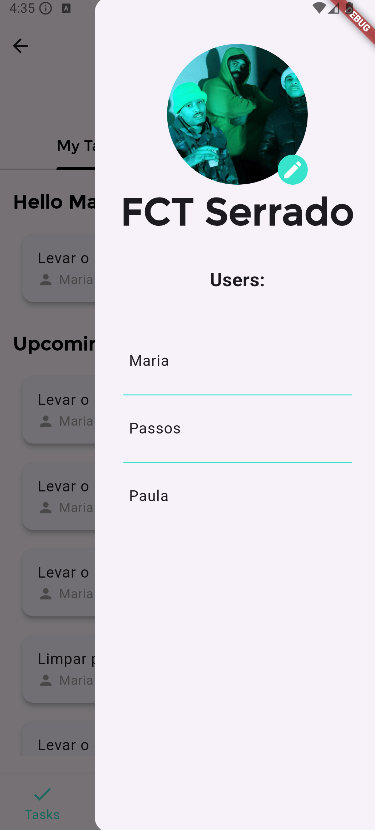 4:35
EBUG
FCT Serrado
My Ta
Hello Ma
Users:
Levar o
Maria
Upcomin
Maria
Levar o
Maria
Passos
Levar o
Maria
Paula
Levar o
Maria
Limpar p
Maria
Levar o
Tasks